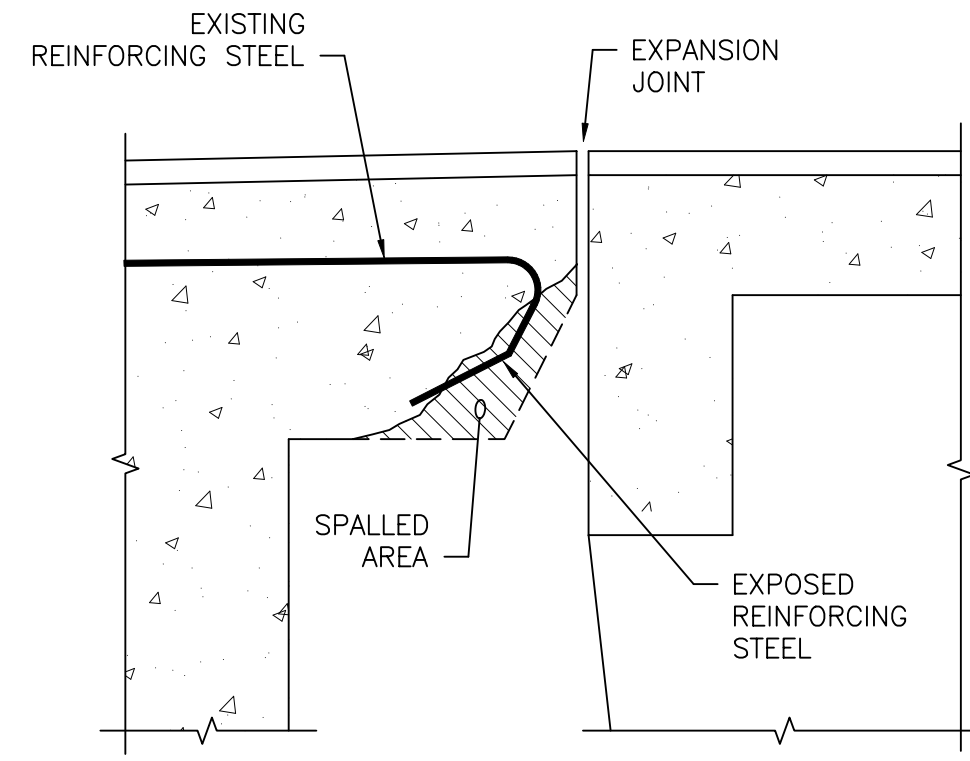 EXISTING
REINFORCING STEEL
EXPANSION
JOINT
SPALLED
AREA
EXPOSED
REINFORCING
STEEL